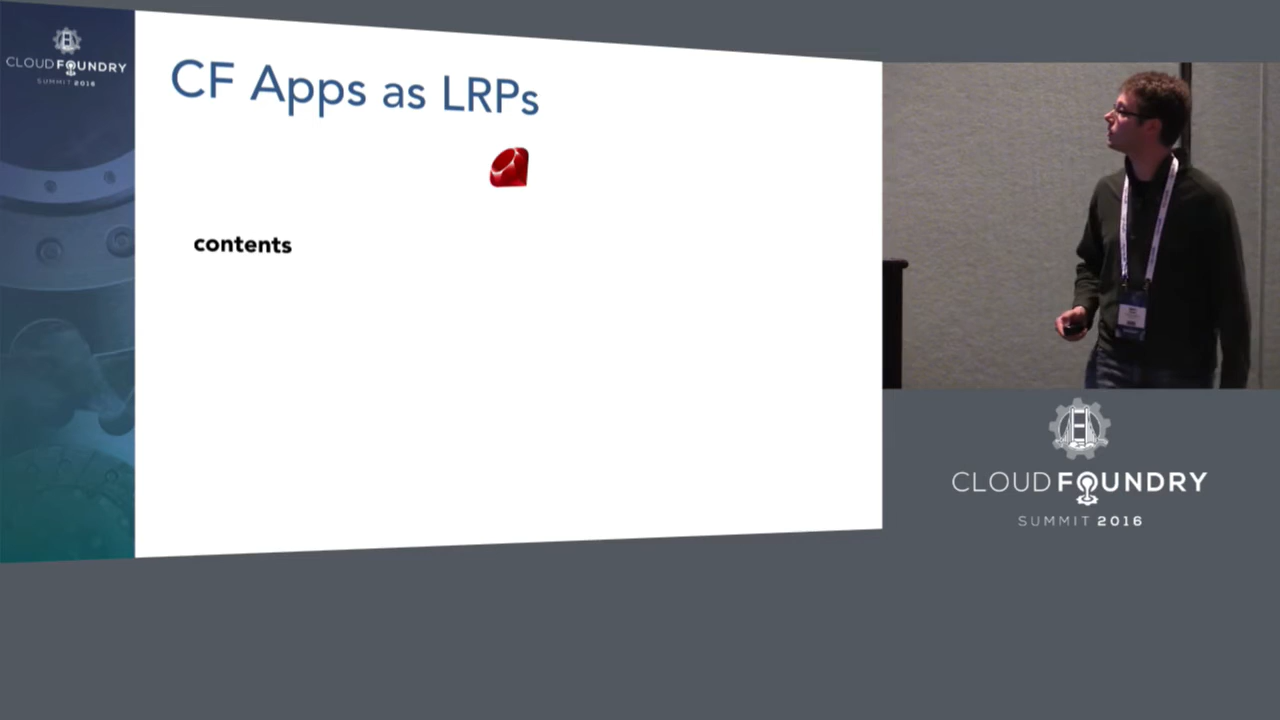 CLOUD FOUNDRY
SUMMIT 2016
CF Apps as LRPs
contents
CLOUD FOUNDRY
SUMMIT 2016